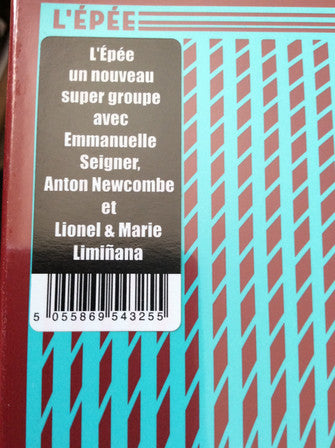 L'ÉPÉE
L'Épée
un nouveau
super groupe
avec
Emmanuelle
Seigner,
Anton Newcombe
et
Lionel & Marie
Limiñana
5 055869 543255